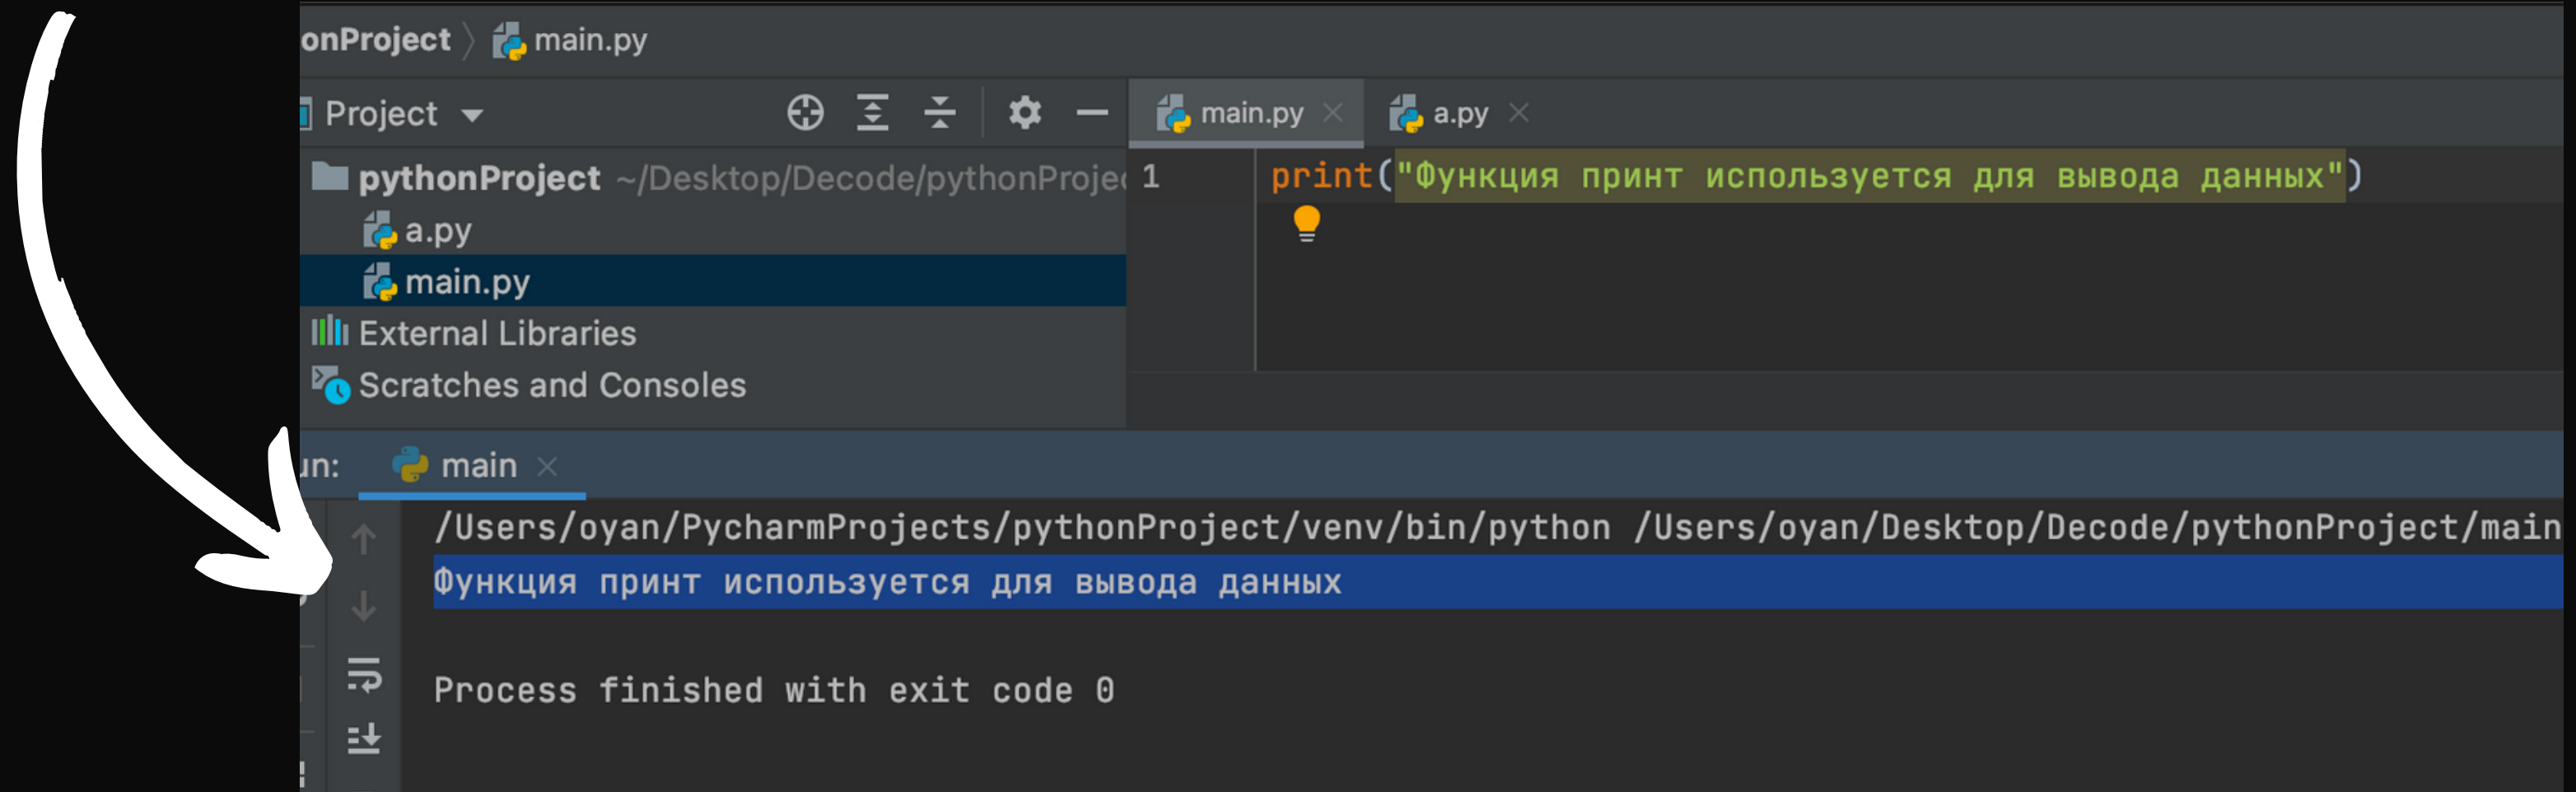 onProject main.py
Project
main.py a.py
pythonProject ~/Desktop/Decode/pythonProjec
1 print("Функция принт используется для вывода данных")
a.py
main.py
External Libraries
Scratches and Consoles
un: main
/Users/oyan/PycharmProjects/pythonProject/venv/bin/python /Users/oyan/Desktop/Decode/pythonProject/main
Функция принт используется для вывода данных
Process finished with exit code 0